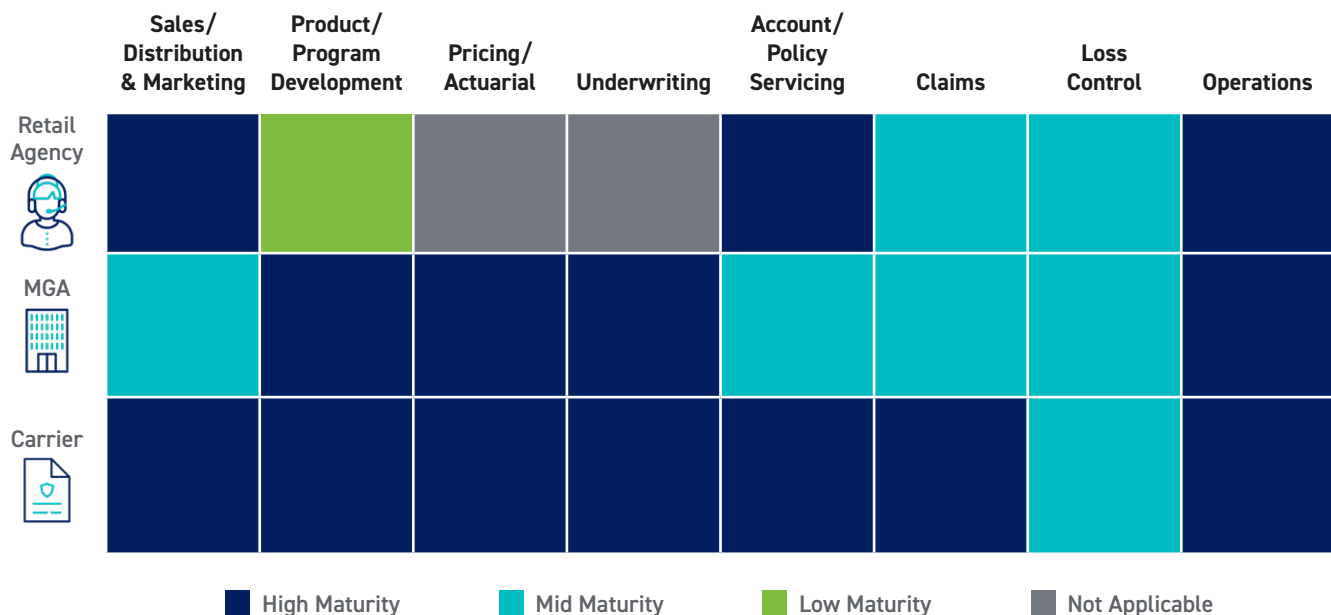 Sales/
Distribution
& Marketing
Product/
Program
Development
Pricing/
Actuarial
Underwriting
Account/
Policy
Servicing
Claims
Loss
Control
Operations
Retail
Agency
MGA
Carrier
High Maturity
Mid Maturity
Low Maturity
Not Applicable